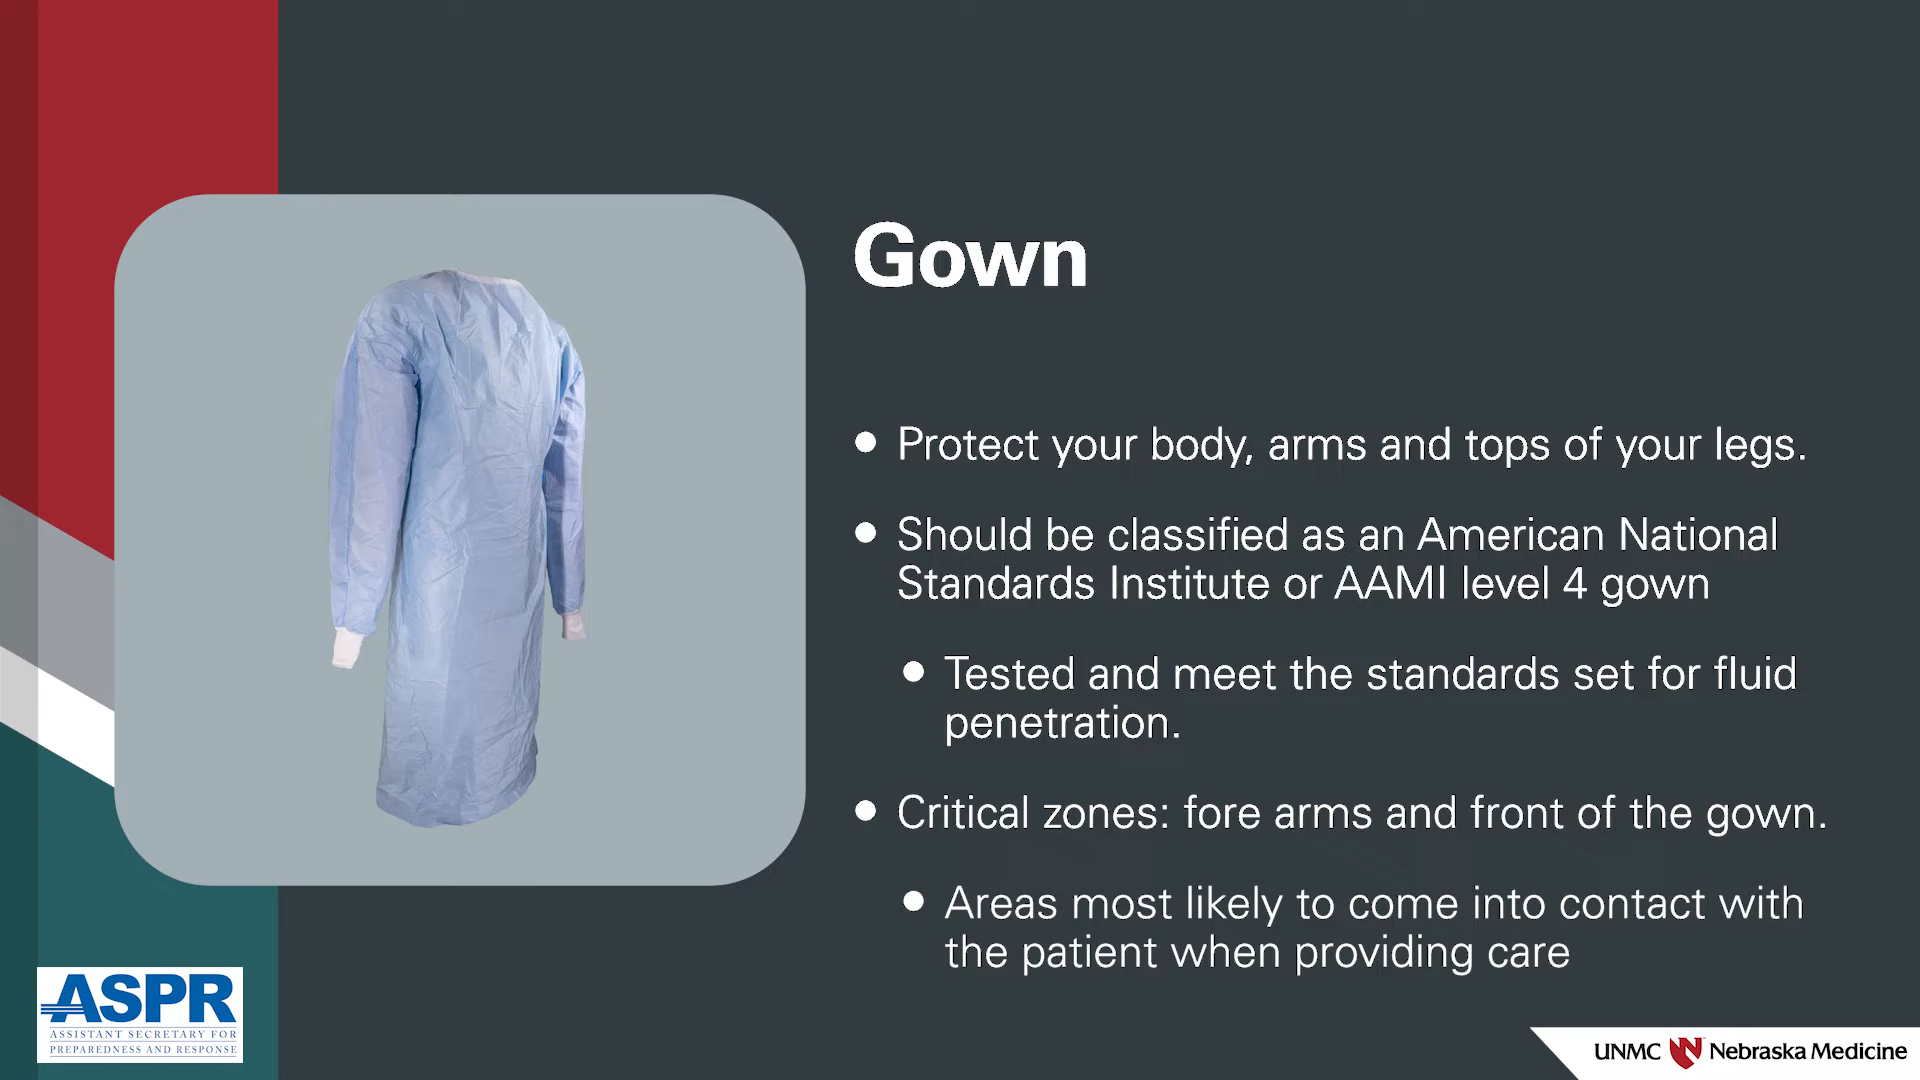 Gown
• Protect your body, arms and tops of your legs.
• Should be classified as an American National
Standards Institute or AAMI level 4 gown
• Tested and meet the standards set for fluid
penetration.
• Critical zones: fore arms and front of the gown.
• Areas most likely to come into contact with
the patient when providing care
ASPR
ASSISTANT SECRETARY FOR
PREPAREDNESS AND RESPONSE
UNMC N Nebraska Medicine